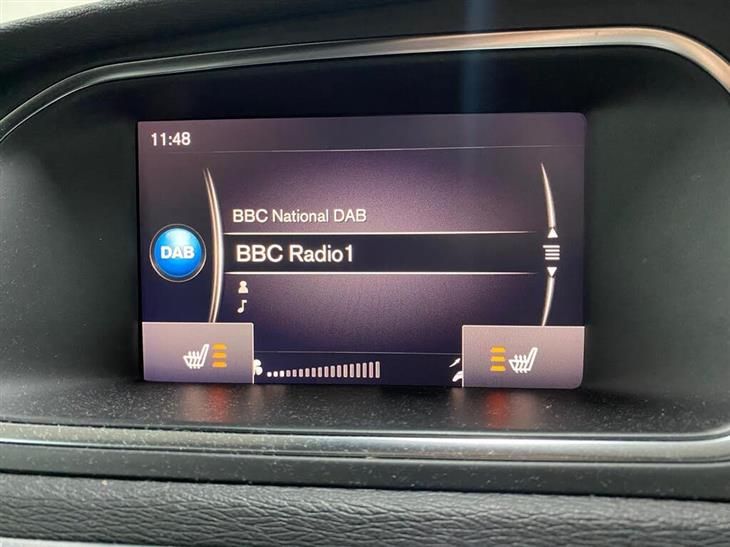 11:48
BBC National DAB
DAB
BBC Radio1